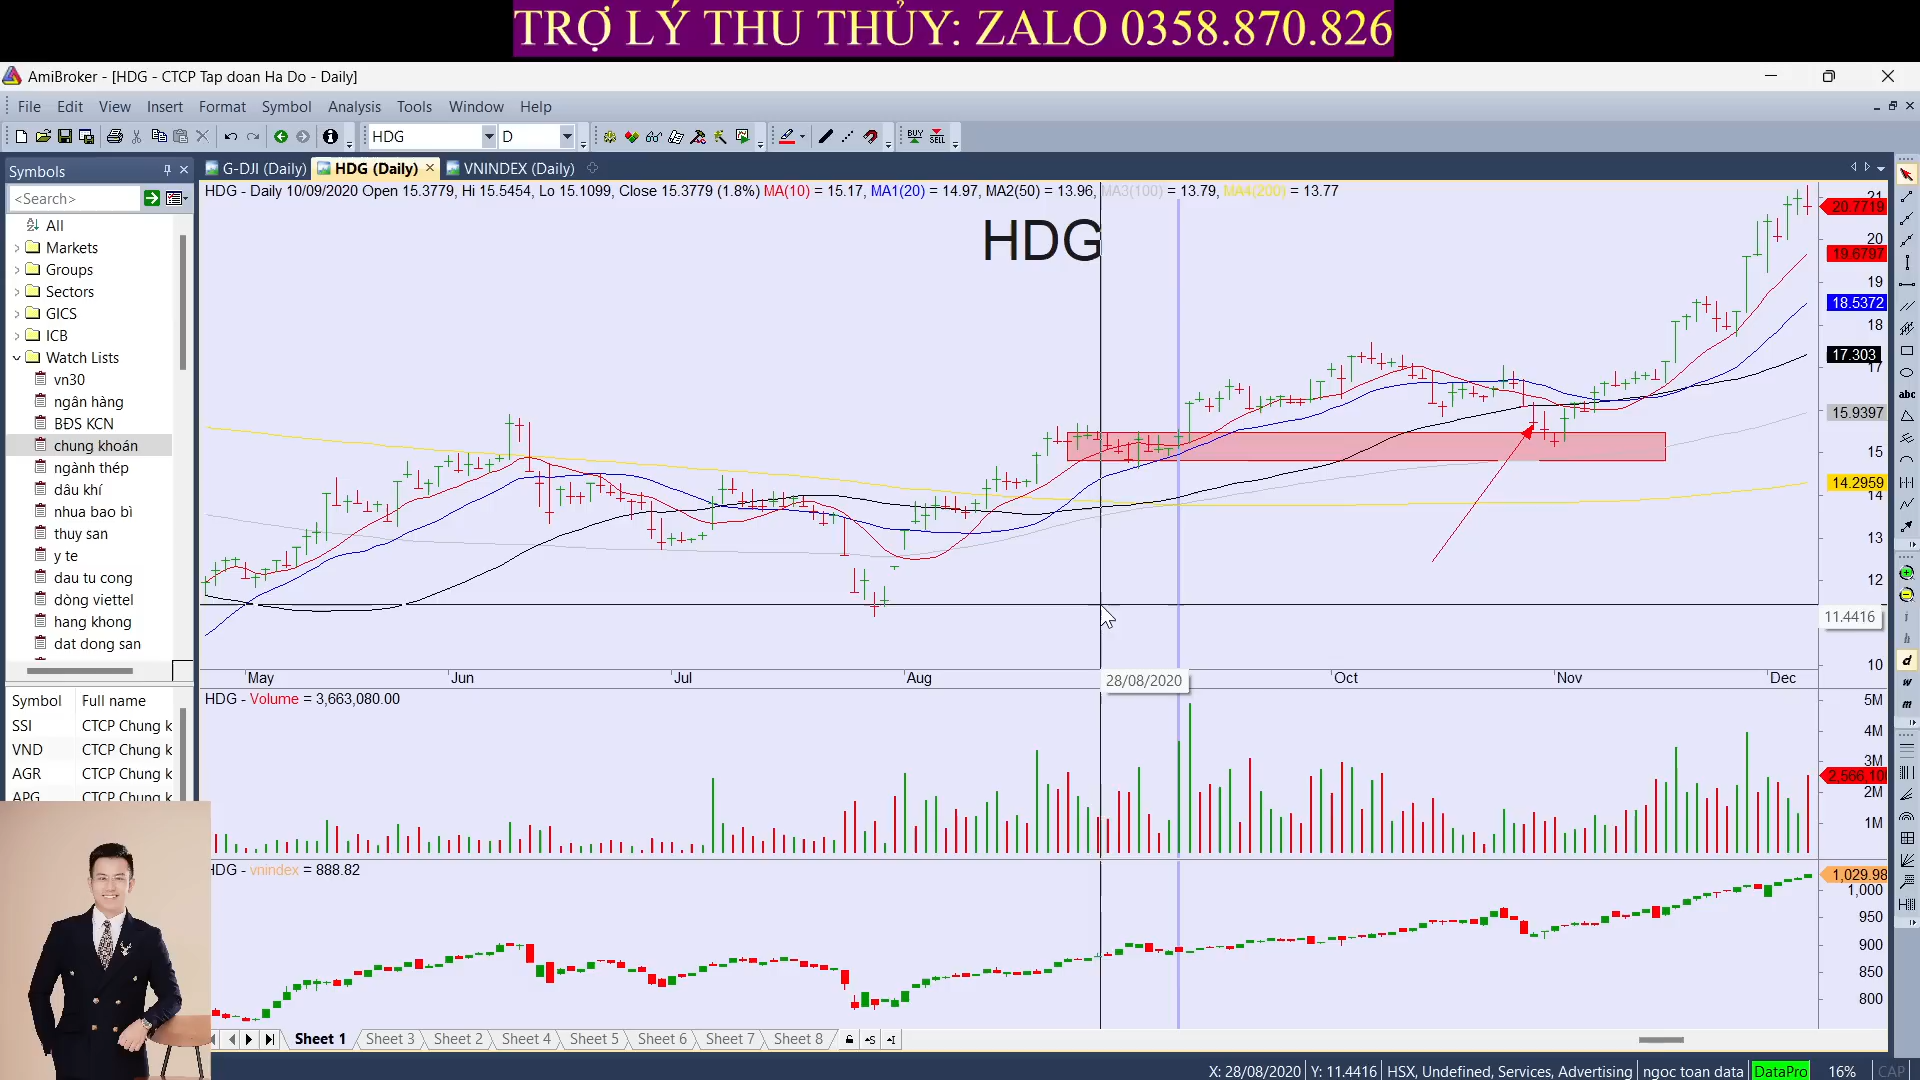 TRỢ LÝ THU THỦY: ZALO 0358.870.826
AmiBroker - [HDG - CTCP Tap doan Ha Do - Daily]
File Edit View Insert Format Symbol Analysis Tools Window Help
HDG D BUY SELL
Symbols
<Search>
All
Markets
Groups
Sectors
GICS
ICB
Watch Lists
vn30
ngân hàng
BĐS KCN
chung khoán
ngành thép
dâu khí
nhua bao bì
thuy san
y te
dau tu cong
dòng viettel
hang khong
dat dong san
Symbol Full name
SSI CTCP Chung k
VND CTCP Chung k
AGR CTCP Chung k
APG CTCP Chung k
G-DJI (Daily) HDG (Daily) VNINDEX (Daily)
HDG - Daily 10/09/2020 Open 15.3779, Hi 15.5454, Lo 15.1099, Close 15.3779 (1.8%) MA(10) = 15.17, MA1(20) = 14.97, MA2(50) = 13.96, MA3(100) = 13.79, MA4(200) = 13.77
HDG
21
20.7719
20
19.6797
19
18.5372
18
17.303
17
15.9397
15
14.2959
14
13
12
11.4416
10
May Jun Jul Aug 28/08/2020 Oct Nov Dec
HDG - Volume = 3,663,080.00
5M
4M
3M
2,566,10
2M
1M
HDG - vnindex = 888.82
1,029.98
1,000
950
900
850
800
Sheet 1 Sheet 3 Sheet 2 Sheet 4 Sheet 5 Sheet 6 Sheet 7 Sheet 8
X: 28/08/2020 Y: 11.4416 HSX, Undefined, Services, Advertising ngoc toan data DataPro 16% CAP
abc
i
h
d
w
m